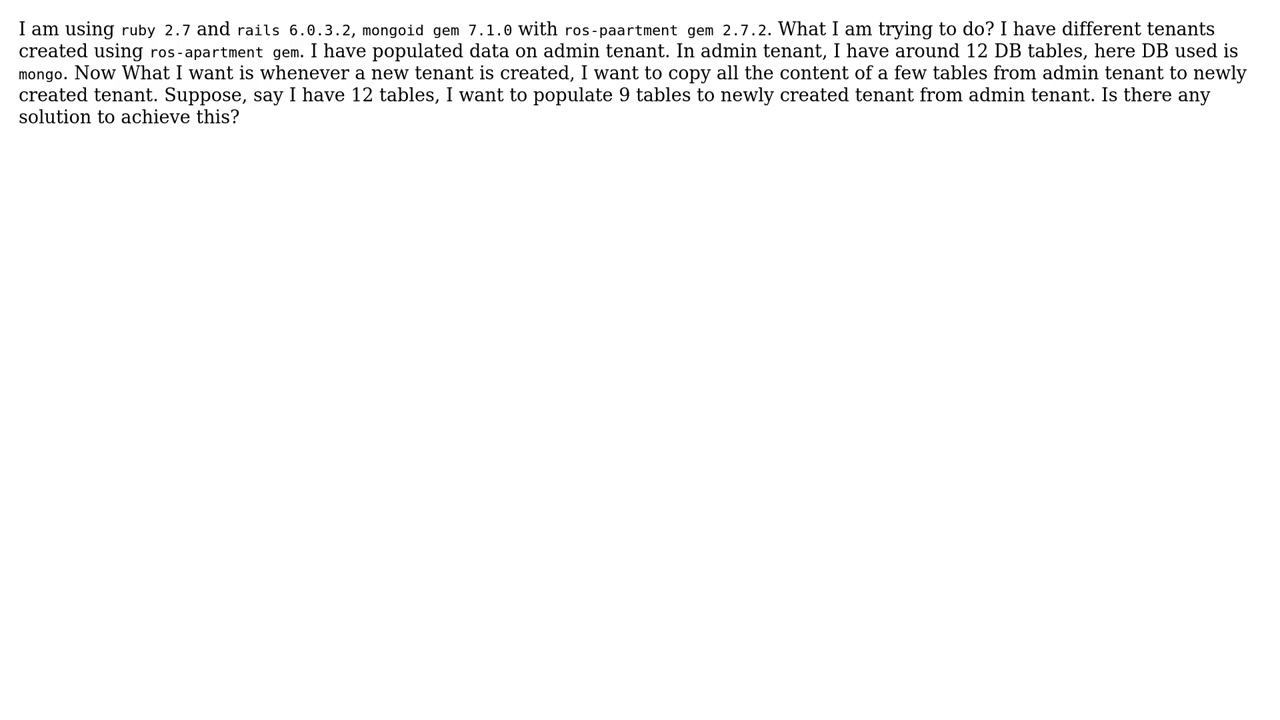 I am using ruby 2.7 and rails 6.0.3.2, mongoid gem 7.1.0 with ros-paartment gem 2.7.2. What I am trying to do? I have different tenants
created using ros-apartment gem. I have populated data on admin tenant. In admin tenant, I have around 12 DB tables, here DB used is
mongo. Now What I want is whenever a new tenant is created, I want to copy all the content of a few tables from admin tenant to newly
created tenant. Suppose, say I have 12 tables, I want to populate 9 tables to newly created tenant from admin tenant. Is there any
solution to achieve this?